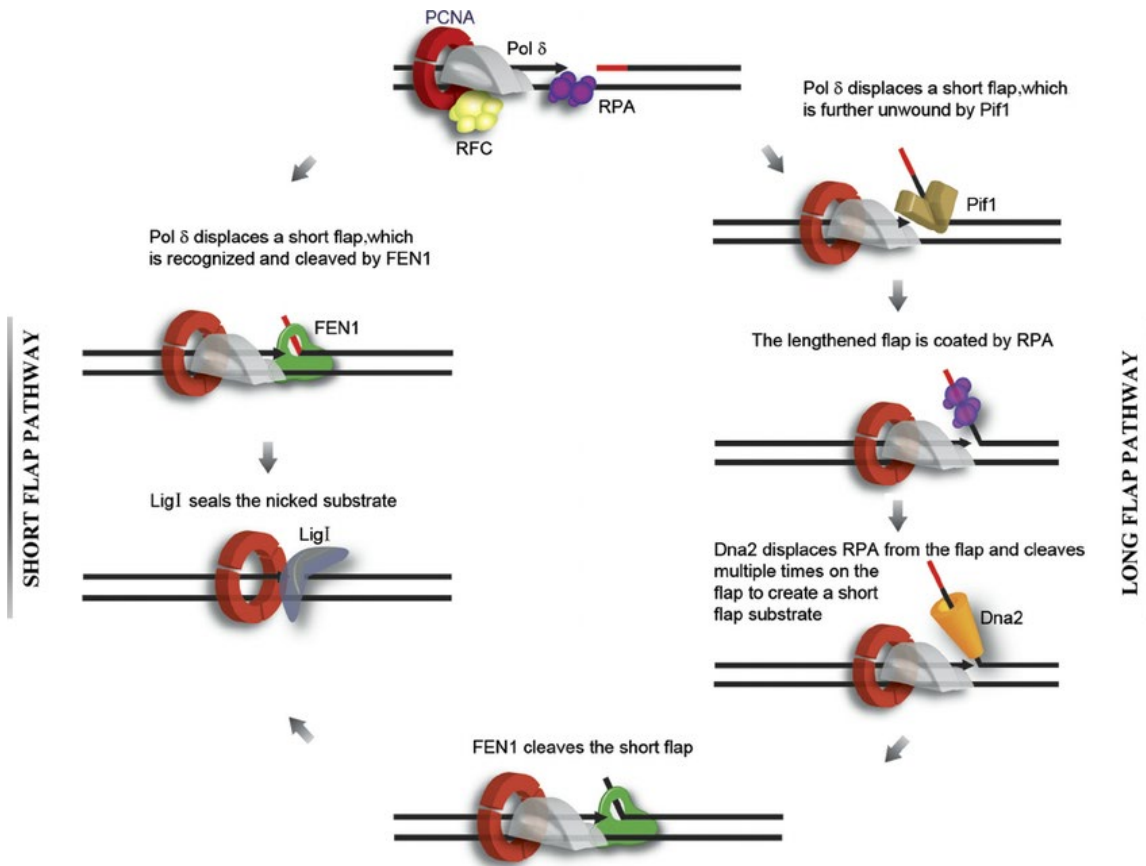 PCNA
Pol δ
RPA
RFC
Pol δ displaces a short flap,which
is further unwound by Pif1
Pif1
Pol δ displaces a short flap,which
is recognized and cleaved by FEN1
FEN1
The lengthened flap is coated by RPA
SHORT FLAP PATHWAY
LONG FLAP PATHWAY
LigI seals the nicked substrate
LigI
Dna2 displaces RPA from the flap and cleaves
multiple times on the
flap to create a short
flap substrate
Dna2
FEN1 cleaves the short flap